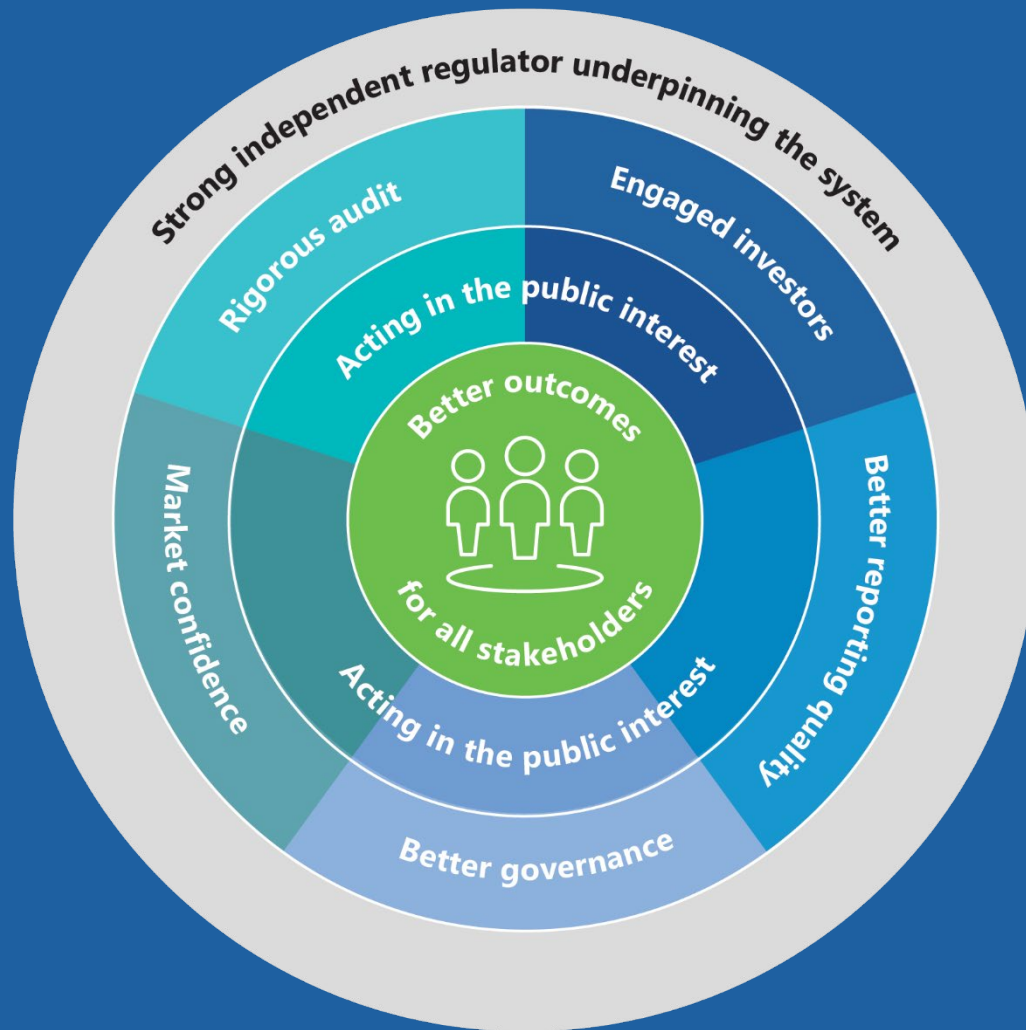 Strong independent regulator underpinning the system
Rigorous audit
Engaged investors
Acting in the public interest
Better outcomes
for all stakeholders
Market confidence
Better reporting quality
Acting in the public interest
Better governance